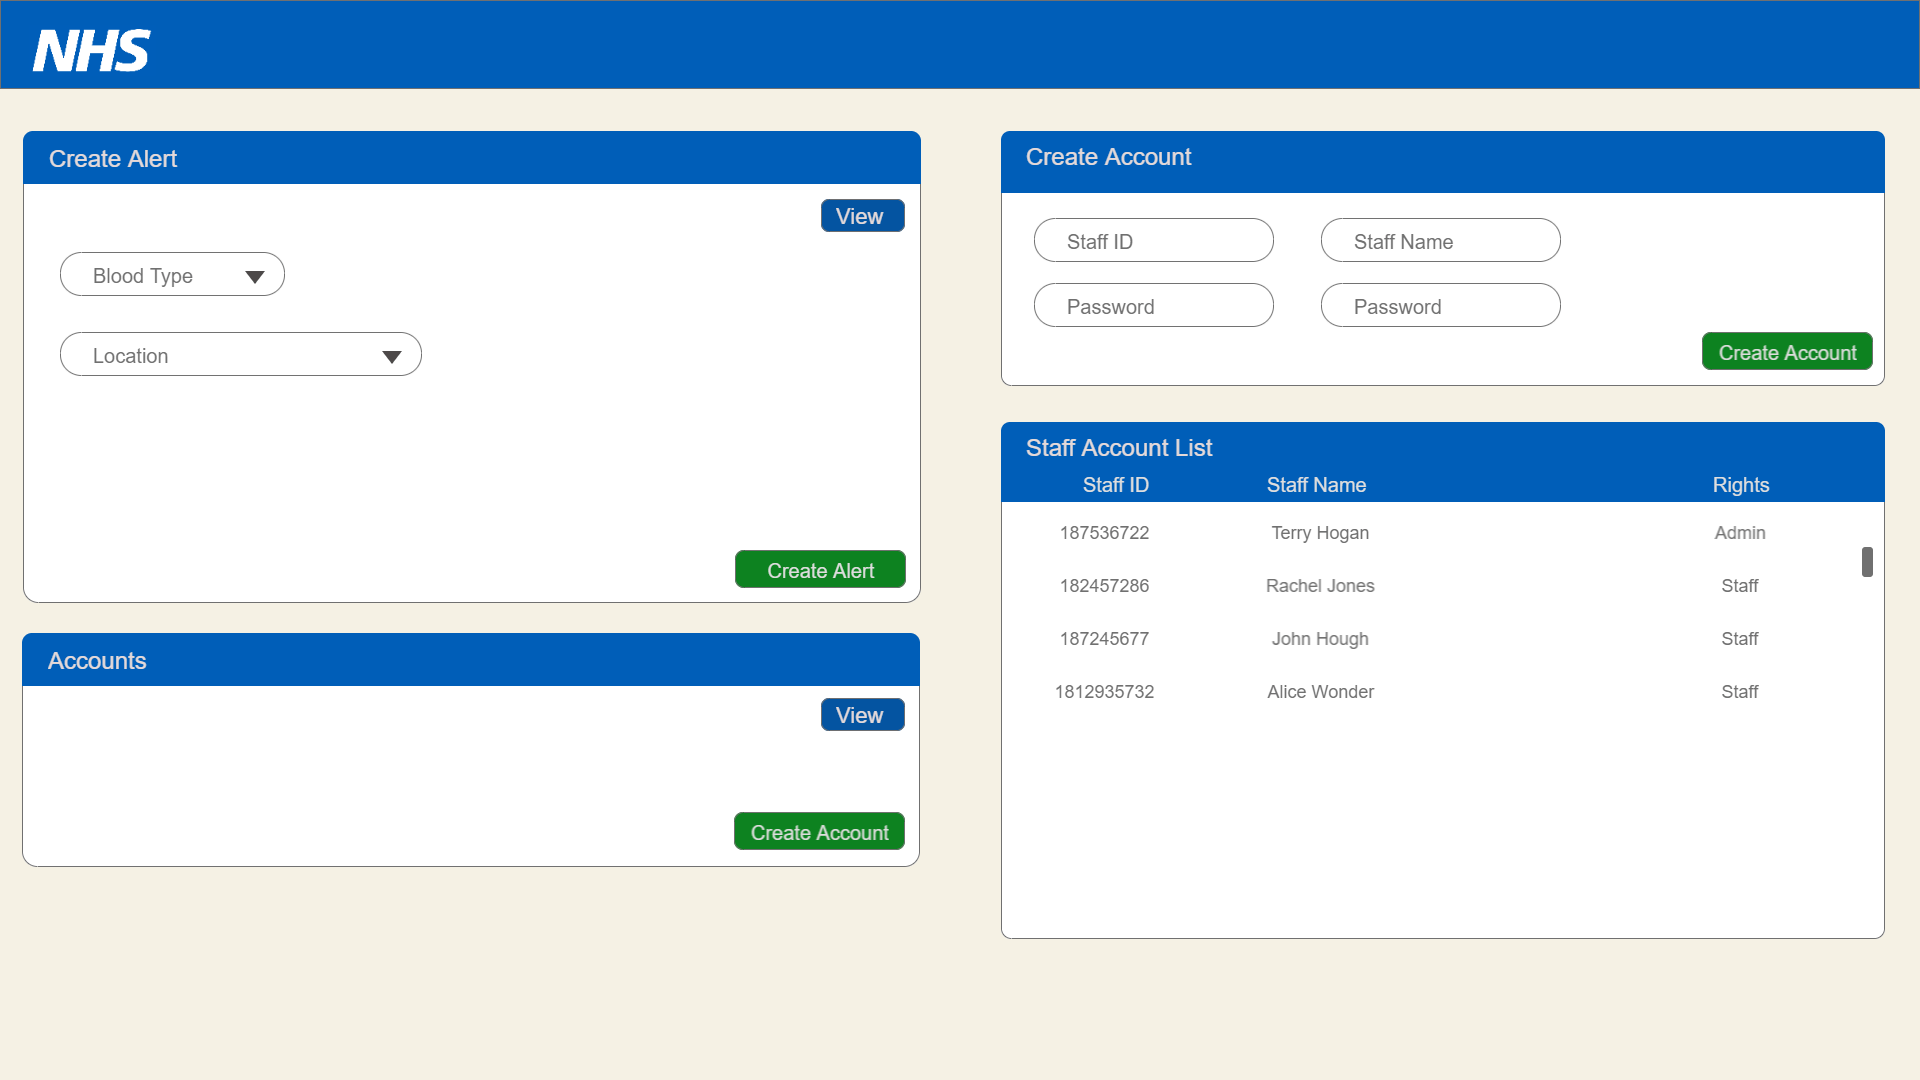 NHS
Create Alert
View
Blood Type
Location
Create Alert
Accounts
View
Create Account
Create Account
Staff ID Staff Name
Password Password
Create Account
Staff Account List
Staff ID Staff Name Rights
187536722 Terry Hogan Admin
182457286 Rachel Jones Staff
187245677 John Hough Staff
1812935732 Alice Wonder Staff